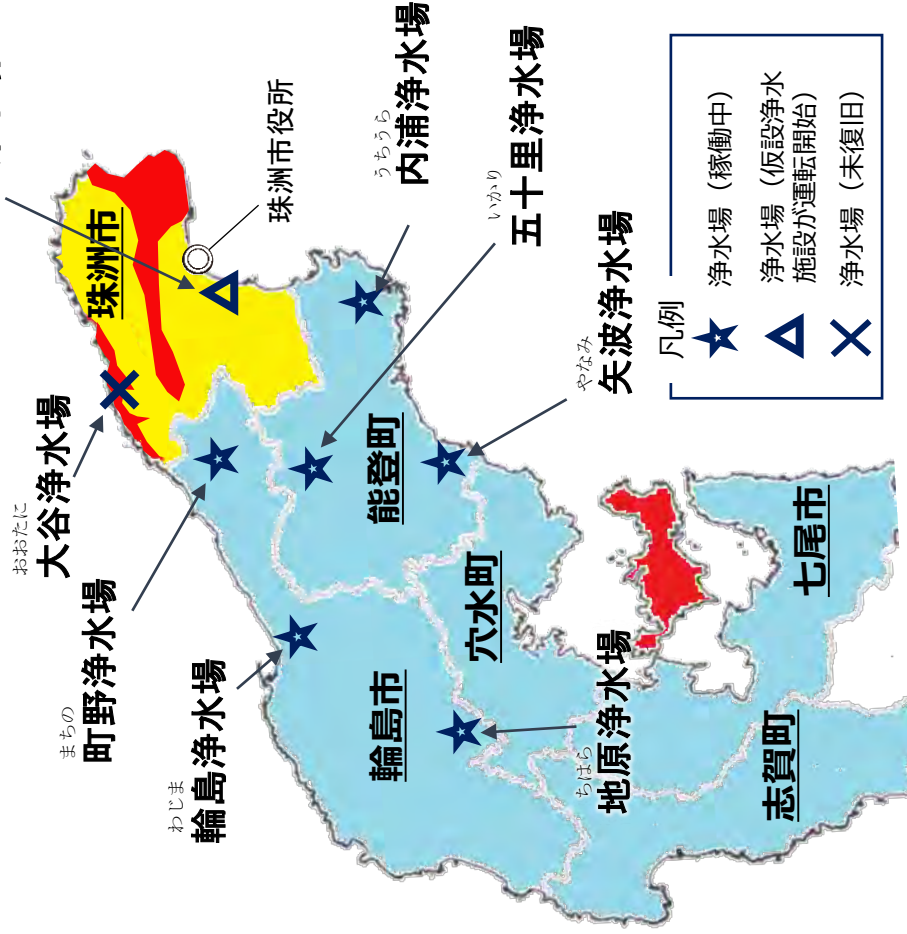 おおたに
大谷浄水場
まちの
町野浄水場
わじま
輪島浄水場
珠洲市
珠洲市役所
うちうら
内浦浄水場
いかり
五十里浄水場
やなみ
矢波浄水場
能登町
穴水町
輪島市
ちはら
地原浄水場
志賀町
七尾市
凡例
浄水場（稼働中）
浄水場（仮設浄水
施設が運転開始）
浄水場（未復旧）